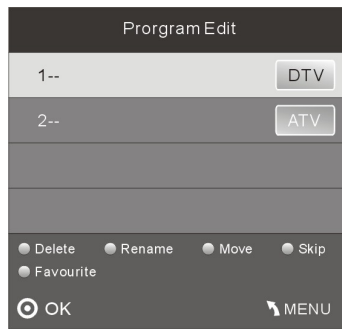 Prorgram Edit
1-- DTV
2-- ATV
Delete Rename Move Skip
Favourite
OK MENU